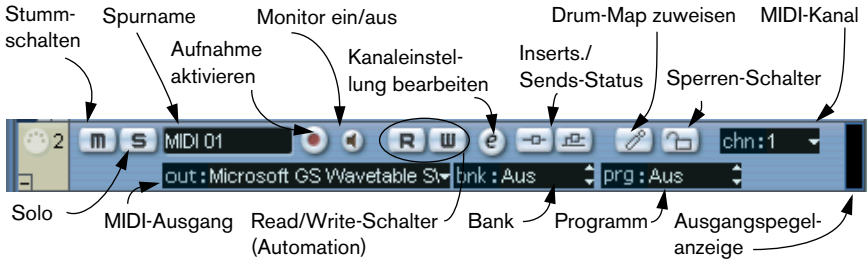 Stumm-
schalten
Spurname
Aufnahme
aktivieren
Monitor ein/aus
Kanaleinstel-
lung bearbeiten
Inserts./
Sends-Status
Drum-Map zuweisen
Sperren-Schalter
MIDI-Kanal
2 m S MIDI 01 R W e chn:1
out:Microsoft GS Wavetable SW bnk:Aus prg:Aus
Solo
MIDI-Ausgang
Read/Write-Schalter
(Automation)
Bank
Programm
Ausgangspegel-
anzeige